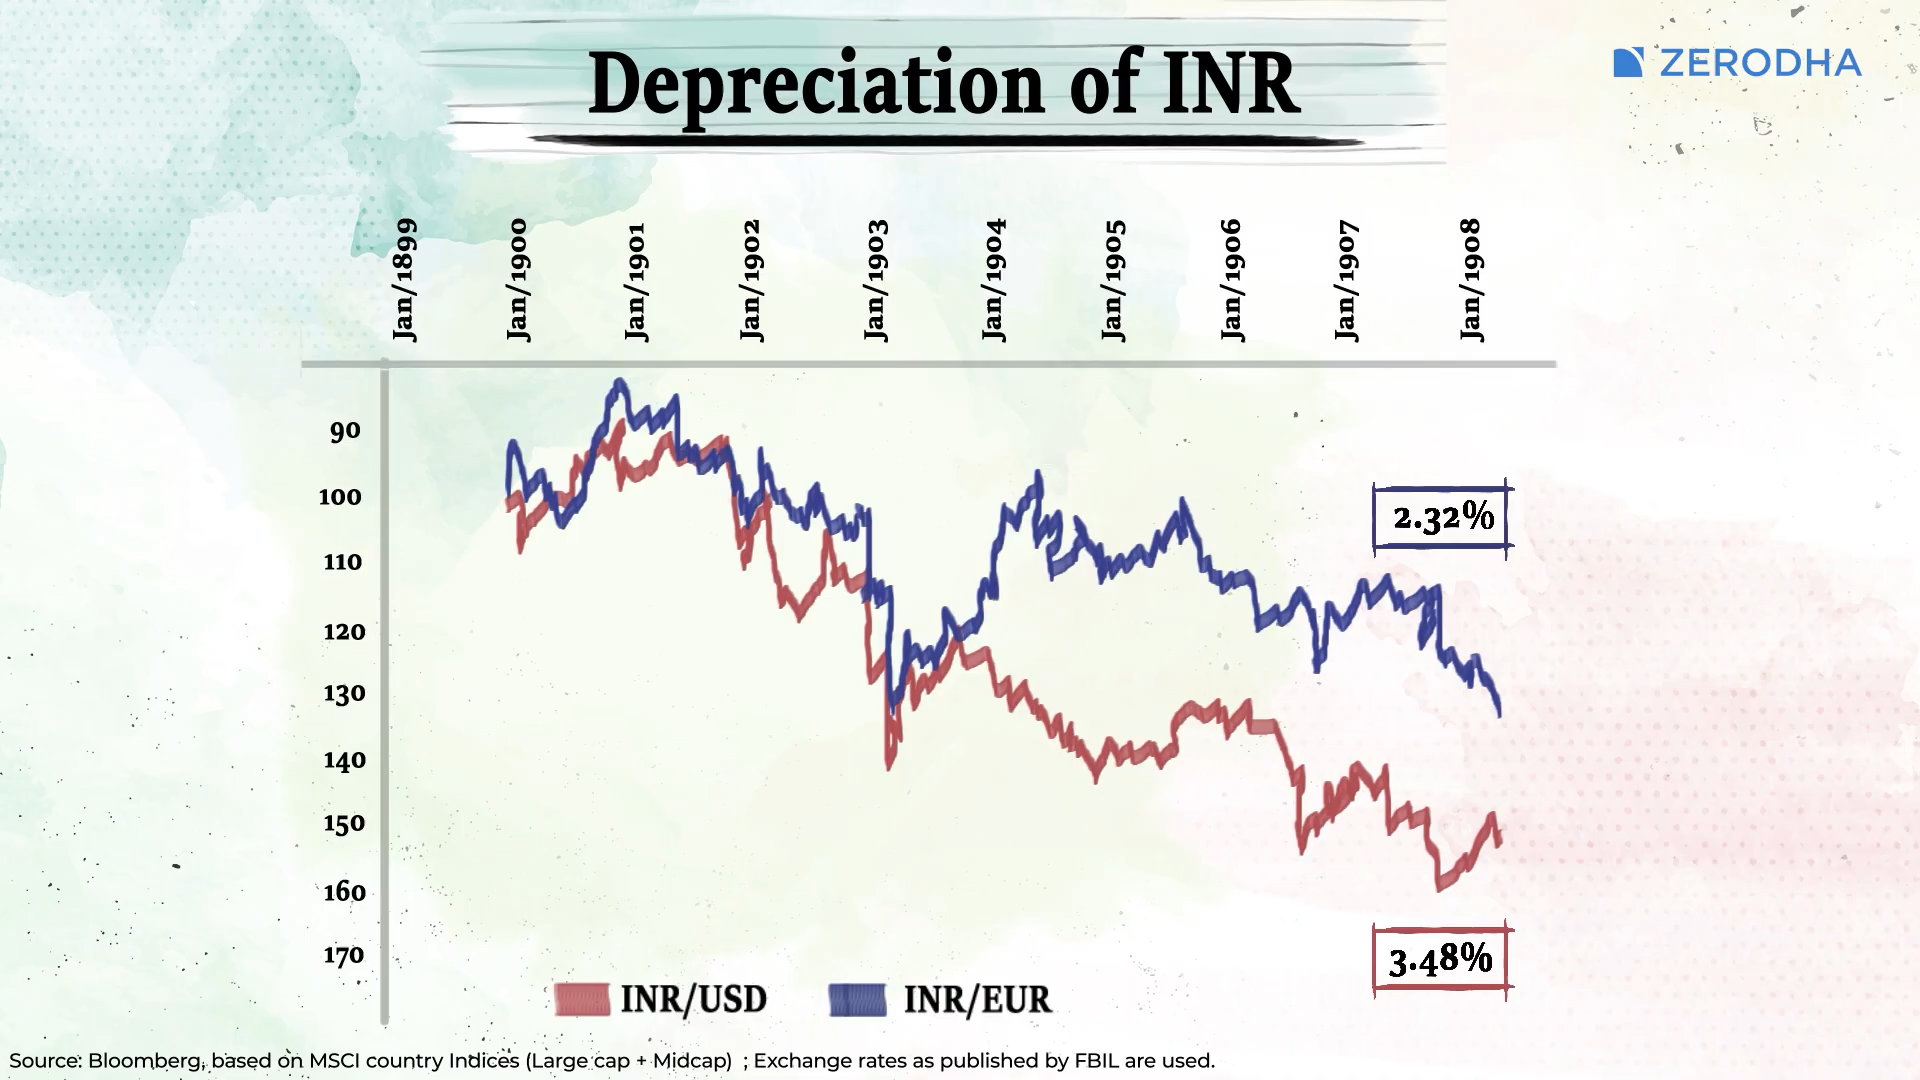 Depreciation of INR
ZERODHA
Jan/1899
Jan/1900
Jan/1901
Jan/1902
Jan/1903
Jan/1904
Jan/1905
Jan/1906
Jan/1907
Jan/1908
90
100
110
120
130
140
150
160
170
2.32%
3.48%
INR/USD
INR/EUR
Source: Bloomberg, based on MSCI country Indices (Large cap + Midcap) ; Exchange rates as published by FBIL are used.